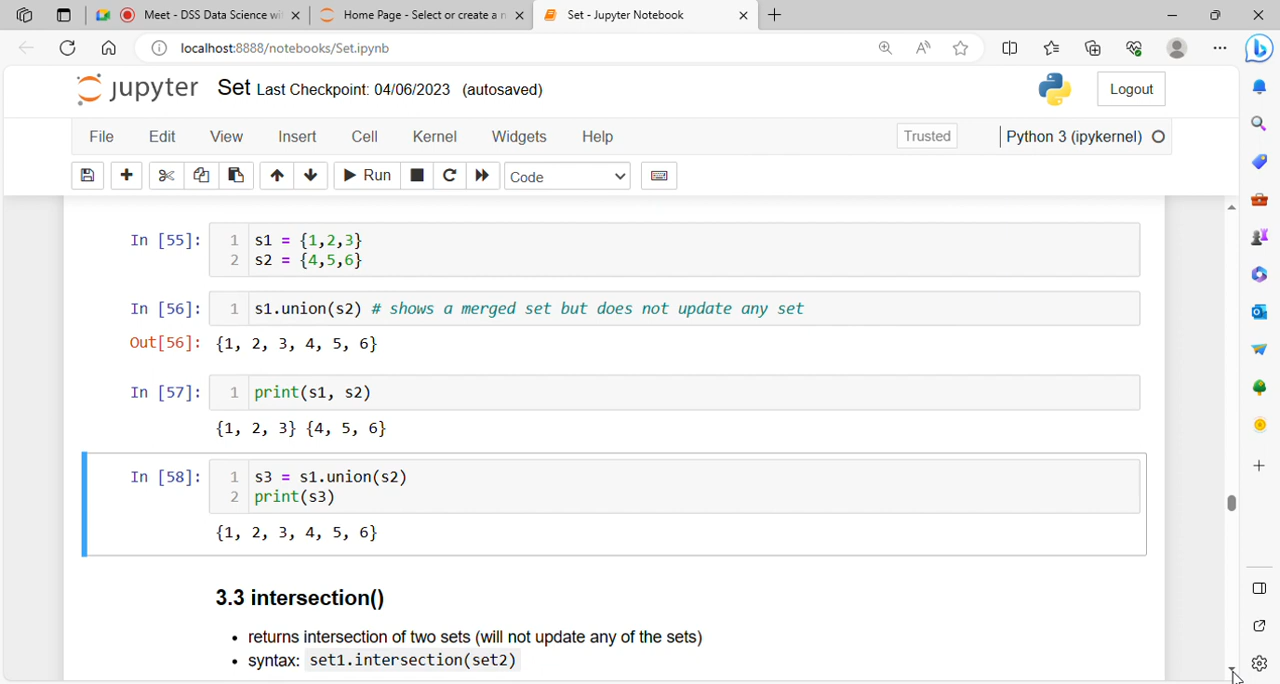 Meet - DSS Data Science wi
Home Page - Select or create a n
Set - Jupyter Notebook
localhost:8888/notebooks/Set.ipynb
jupyter Set Last Checkpoint: 04/06/2023 (autosaved)
Logout
File Edit View Insert Cell Kernel Widgets Help
Trusted
Python 3 (ipykernel)
Run
Code
In [55]: 1 s1 = {1,2,3}
2 s2 = {4,5,6}
In [56]: 1 s1.union(s2) # shows a merged set but does not update any set
Out[56]: {1, 2, 3, 4, 5, 6}
In [57]: 1 print(s1, s2)
{1, 2, 3} {4, 5, 6}
In [58]: 1 s3 = s1.union(s2)
2 print(s3)
{1, 2, 3, 4, 5, 6}
3.3 intersection()
• returns intersection of two sets (will not update any of the sets)
• syntax: set1.intersection(set2)